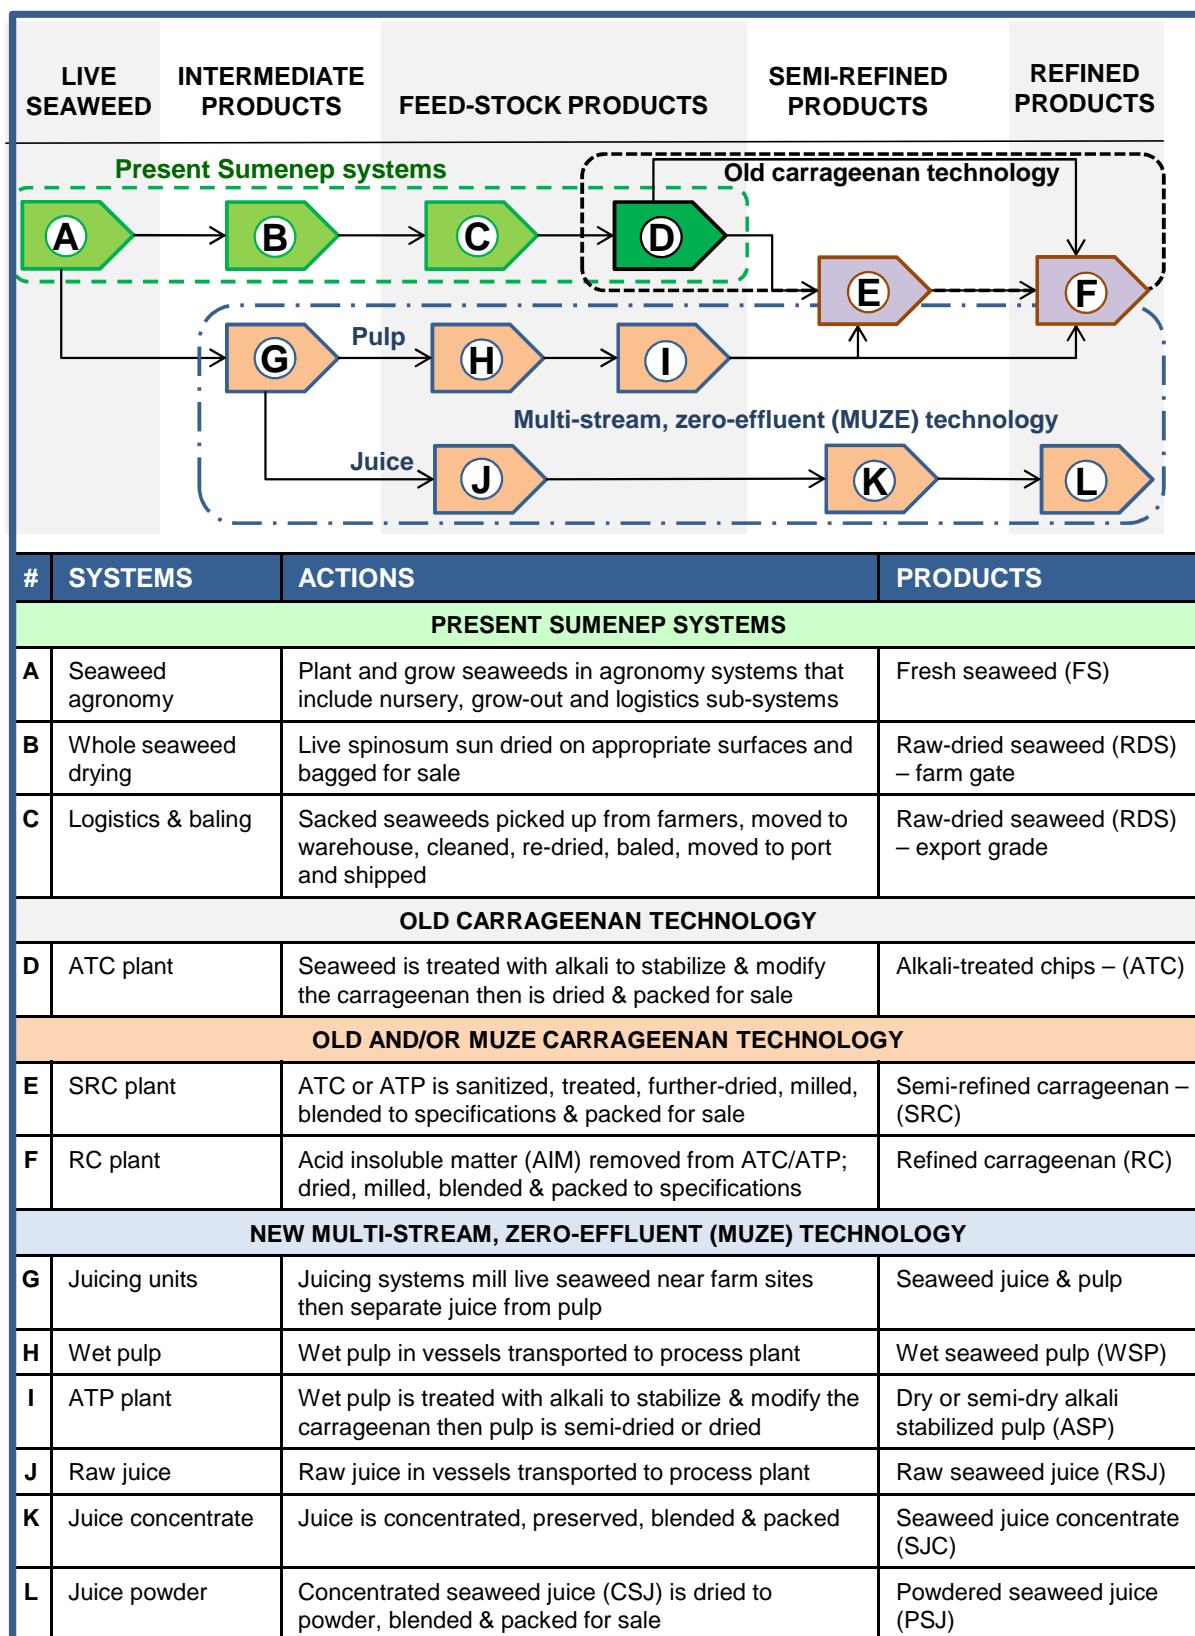 LIVE
SEAWEED
INTERMEDIATE
PRODUCTS
FEED-STOCK PRODUCTS
SEMI-REFINED
PRODUCTS
REFINED
PRODUCTS
Present Sumenep systems
Old carrageenan technology
A
B
C
D
E
F
G
Pulp
H
I
Multi-stream, zero-effluent (MUZE) technology
Juice
J
K
L
# SYSTEMS ACTIONS PRODUCTS
PRESENT SUMENEP SYSTEMS
A Seaweed Plant and grow seaweeds in agronomy systems that Fresh seaweed (FS)
agronomy include nursery, grow-out and logistics sub-systems
B Whole seaweed Live spinosum sun dried on appropriate surfaces and Raw-dried seaweed (RDS)
drying bagged for sale – farm gate
C Logistics & baling Sacked seaweeds picked up from farmers, moved to Raw-dried seaweed (RDS)
warehouse, cleaned, re-dried, baled, moved to port – export grade
and shipped
OLD CARRAGEENAN TECHNOLOGY
D ATC plant Seaweed is treated with alkali to stabilize & modify Alkali-treated chips – (ATC)
the carrageenan then is dried & packed for sale
OLD AND/OR MUZE CARRAGEENAN TECHNOLOGY
E SRC plant ATC or ATP is sanitized, treated, further-dried, milled, Semi-refined carrageenan –
blended to specifications & packed for sale (SRC)
F RC plant Acid insoluble matter (AIM) removed from ATC/ATP; Refined carrageenan (RC)
dried, milled, blended & packed to specifications
NEW MULTI-STREAM, ZERO-EFFLUENT (MUZE) TECHNOLOGY
G Juicing units Juicing systems mill live seaweed near farm sites Seaweed juice & pulp
then separate juice from pulp
H Wet pulp Wet pulp in vessels transported to process plant Wet seaweed pulp (WSP)
I ATP plant Wet pulp is treated with alkali to stabilize & modify the Dry or semi-dry alkali
carrageenan then pulp is semi-dried or dried stabilized pulp (ASP)
J Raw juice Raw juice in vessels transported to process plant Raw seaweed juice (RSJ)
K Juice concentrate Juice is concentrated, preserved, blended & packed Seaweed juice concentrate
(SJC)
L Juice powder Concentrated seaweed juice (CSJ) is dried to Powdered seaweed juice
powder, blended & packed for sale (PSJ)